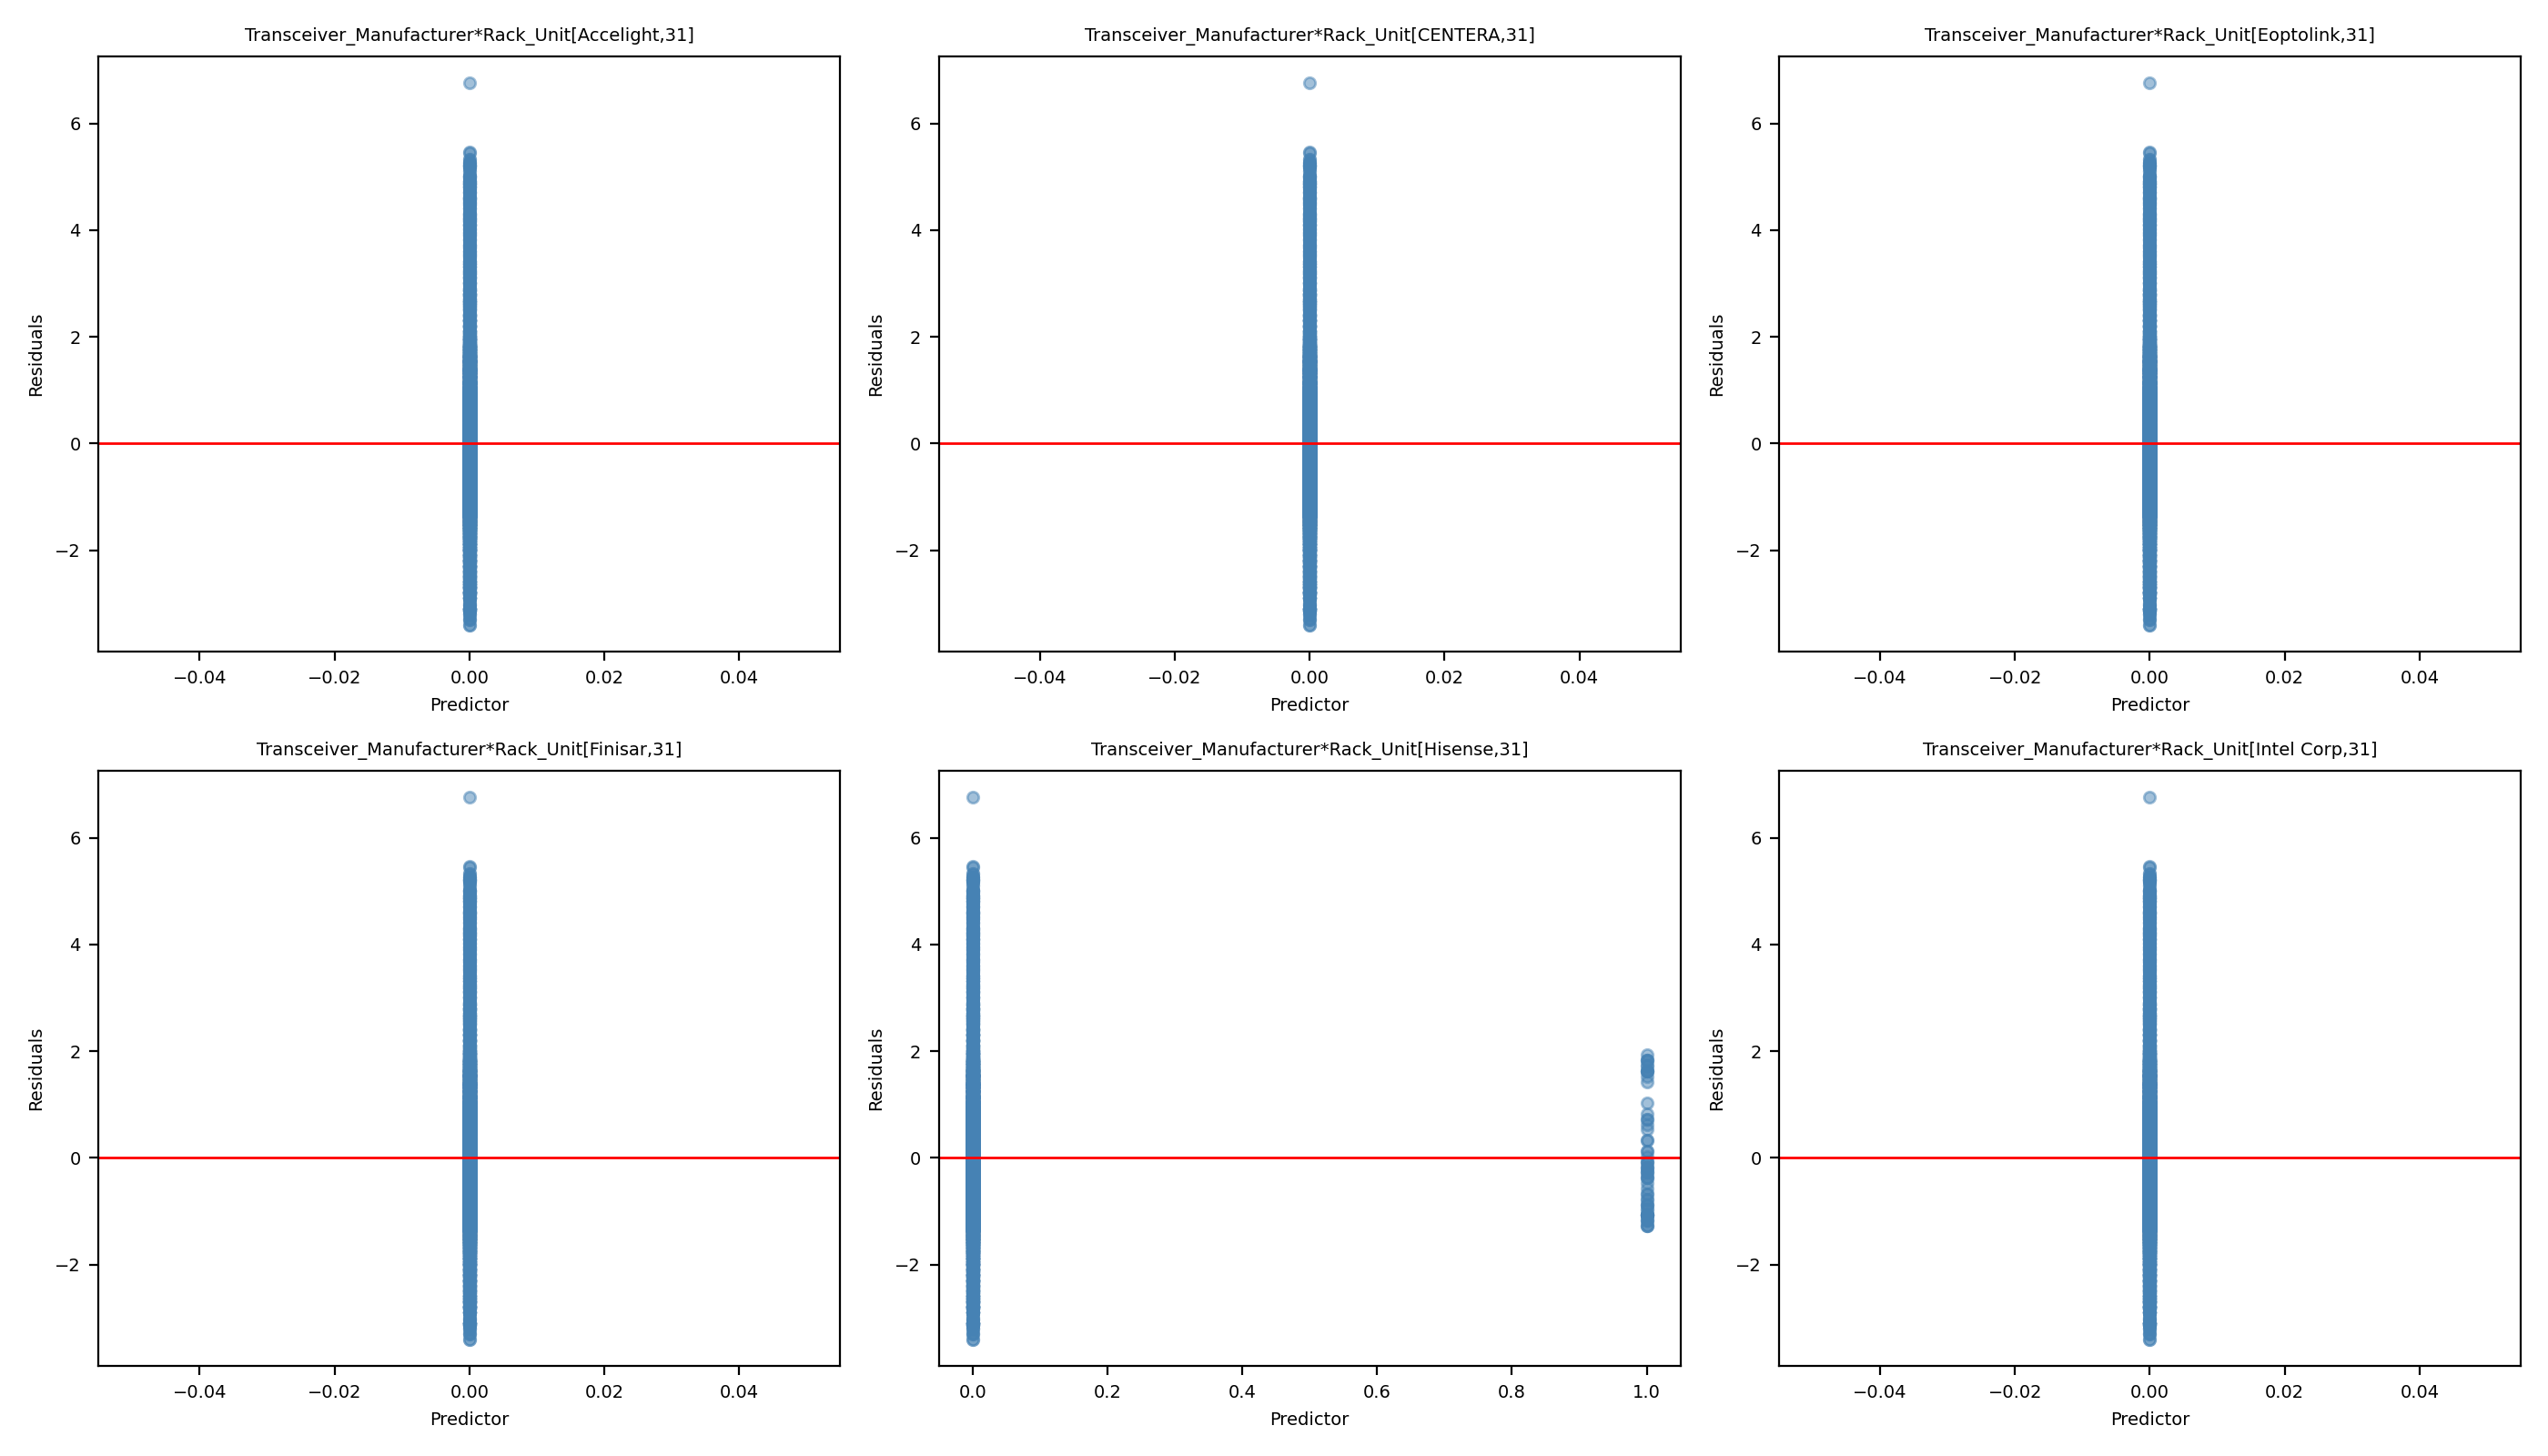 Transceiver_Manufacturer*Rack_Unit[Accelight,31]
6
4
2
0
−2
Residuals
−0.04 −0.02 0.00 0.02 0.04
Predictor
Transceiver_Manufacturer*Rack_Unit[CENTERA,31]
6
4
2
0
−2
Residuals
−0.04 −0.02 0.00 0.02 0.04
Predictor
Transceiver_Manufacturer*Rack_Unit[Eoptolink,31]
6
4
2
0
−2
Residuals
−0.04 −0.02 0.00 0.02 0.04
Predictor
Transceiver_Manufacturer*Rack_Unit[Finisar,31]
6
4
2
0
−2
Residuals
−0.04 −0.02 0.00 0.02 0.04
Predictor
Transceiver_Manufacturer*Rack_Unit[Hisense,31]
6
4
2
0
−2
Residuals
0.0 0.2 0.4 0.6 0.8 1.0
Predictor
Transceiver_Manufacturer*Rack_Unit[Intel Corp,31]
6
4
2
0
−2
Residuals
−0.04 −0.02 0.00 0.02 0.04
Predictor